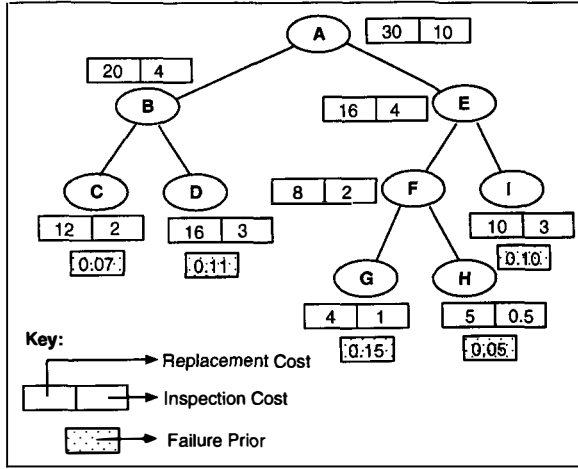 A
30 10
20 4
B
16 4
E
C
D
8 2
F
I
12 2
16 3
10 3
0.07
0.11
0.10
G
H
4 1
5 0.5
0.15
0.05
Key:
Replacement Cost
Inspection Cost
Failure Prior